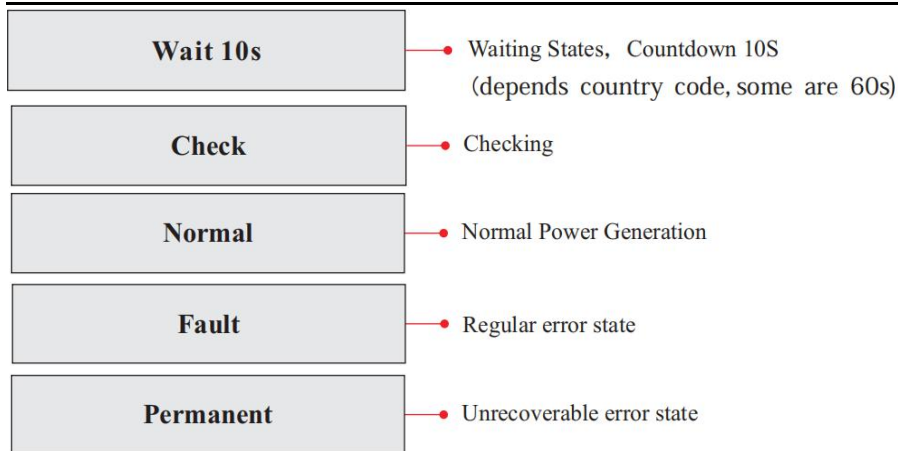 Wait 10s
Waiting States, Countdown 10S
(depends country code, some are 60s)
Check
Checking
Normal
Normal Power Generation
Fault
Regular error state
Permanent
Unrecoverable error state